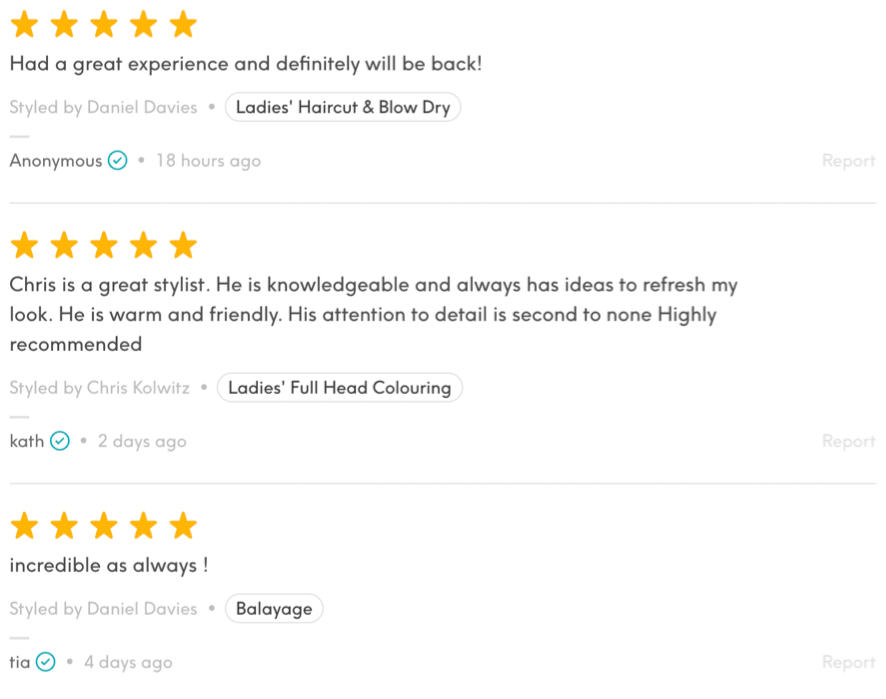 Had a great experience and definitely will be back!
Styled by Daniel Davies • Ladies' Haircut & Blow Dry
Anonymous • 18 hours ago Report
Chris is a great stylist. He is knowledgeable and always has ideas to refresh my
look. He is warm and friendly. His attention to detail is second to none Highly
recommended
Styled by Chris Kolwitz • Ladies' Full Head Colouring
kath • 2 days ago Report
incredible as always !
Styled by Daniel Davies • Balayage
tia • 4 days ago Report